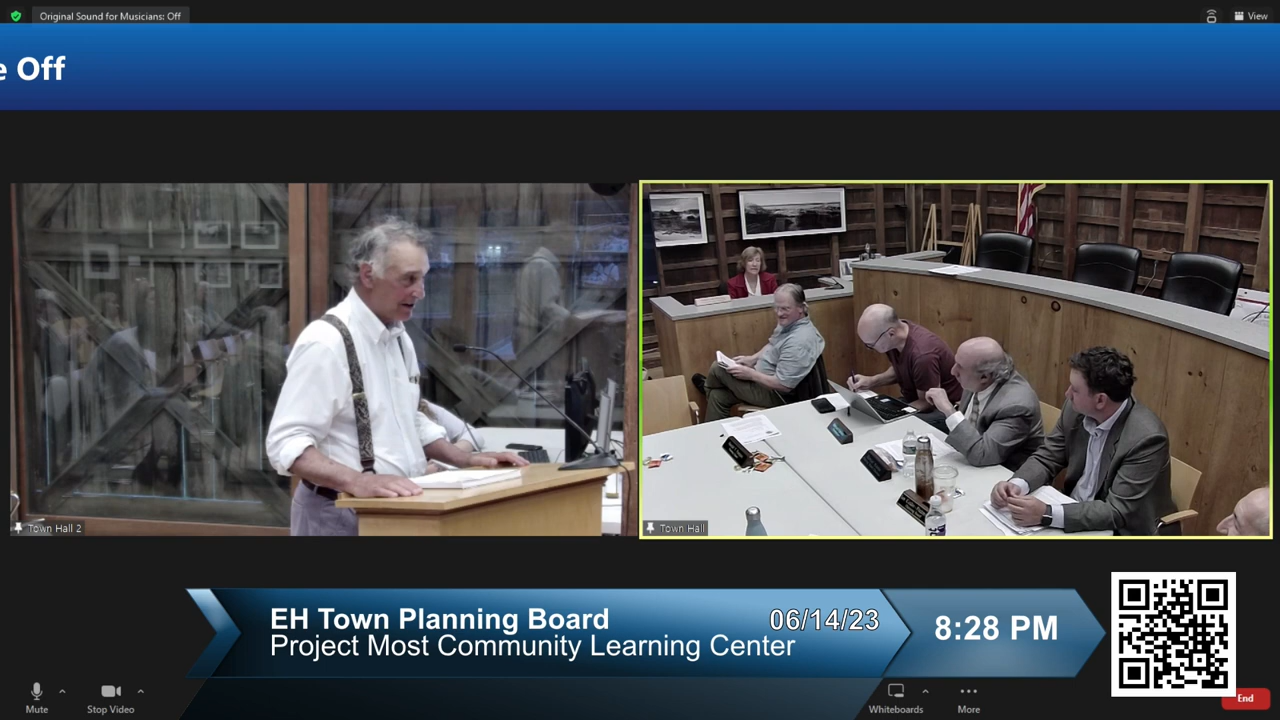 Original Sound for Musicians: Off
View
e Off
Town Hall 2
Town Hall
EH Town Planning Board
06/14/23
Project Most Community Learning Center
8:28 PM
Mute
Stop Video
Whiteboards
More
End